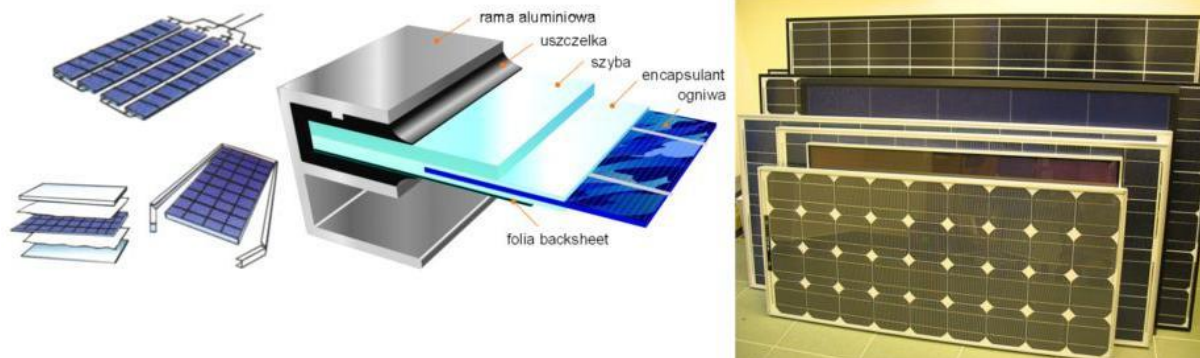 rama aluminiowa
uszczelka
szyba
encapsulant
ogniwa
folia backsheet